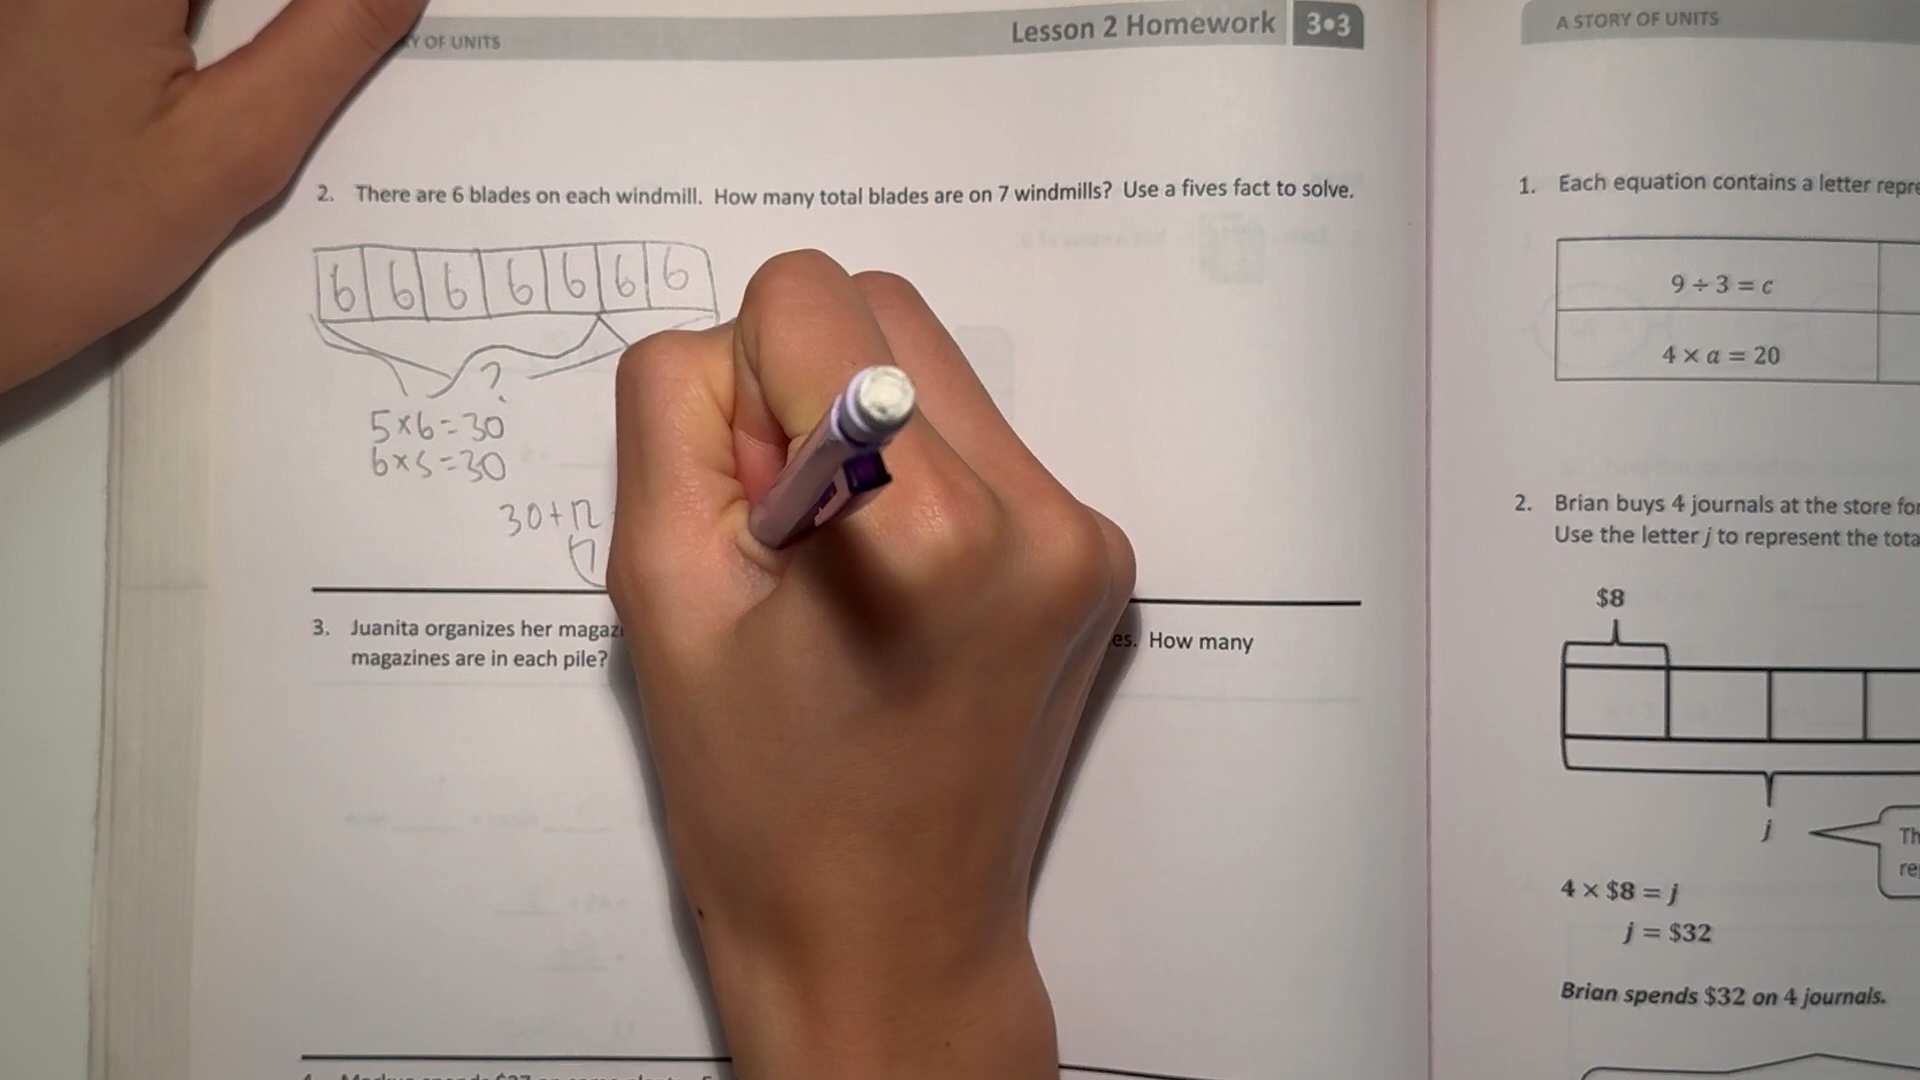 Y OF UNITS
Lesson 2 Homework 3•3
2. There are 6 blades on each windmill. How many total blades are on 7 windmills? Use a fives fact to solve.
6 6 6 6 6 6 6
?
5×6=30
6×5=30
30+12
3. Juanita organizes her magazi es. How many
magazines are in each pile?
A STORY OF UNITS
1. Each equation contains a letter repre
9 ÷ 3 = c
4 × a = 20
2. Brian buys 4 journals at the store for
Use the letter j to represent the tota
$8
j
Th
re
4 × $8 = j
j = $32
Brian spends $32 on 4 journals.